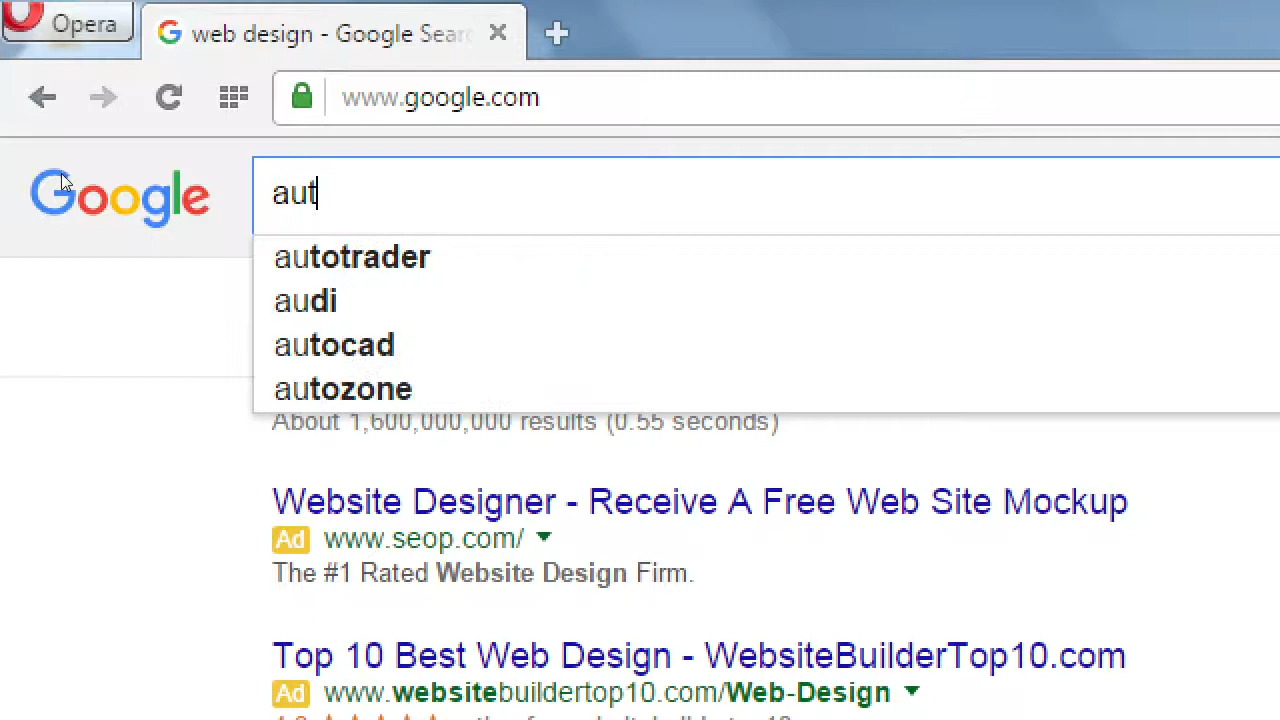 Opera
web design - Google Sear
www.google.com
Google
aut
autotrader
audi
autocad
autozone
About 1,600,000,000 results (0.55 seconds)
Website Designer - Receive A Free Web Site Mockup
Ad www.seop.com/
The #1 Rated Website Design Firm.
Top 10 Best Web Design - WebsiteBuilderTop10.com
Ad www.websitebuildertop10.com/Web-Design